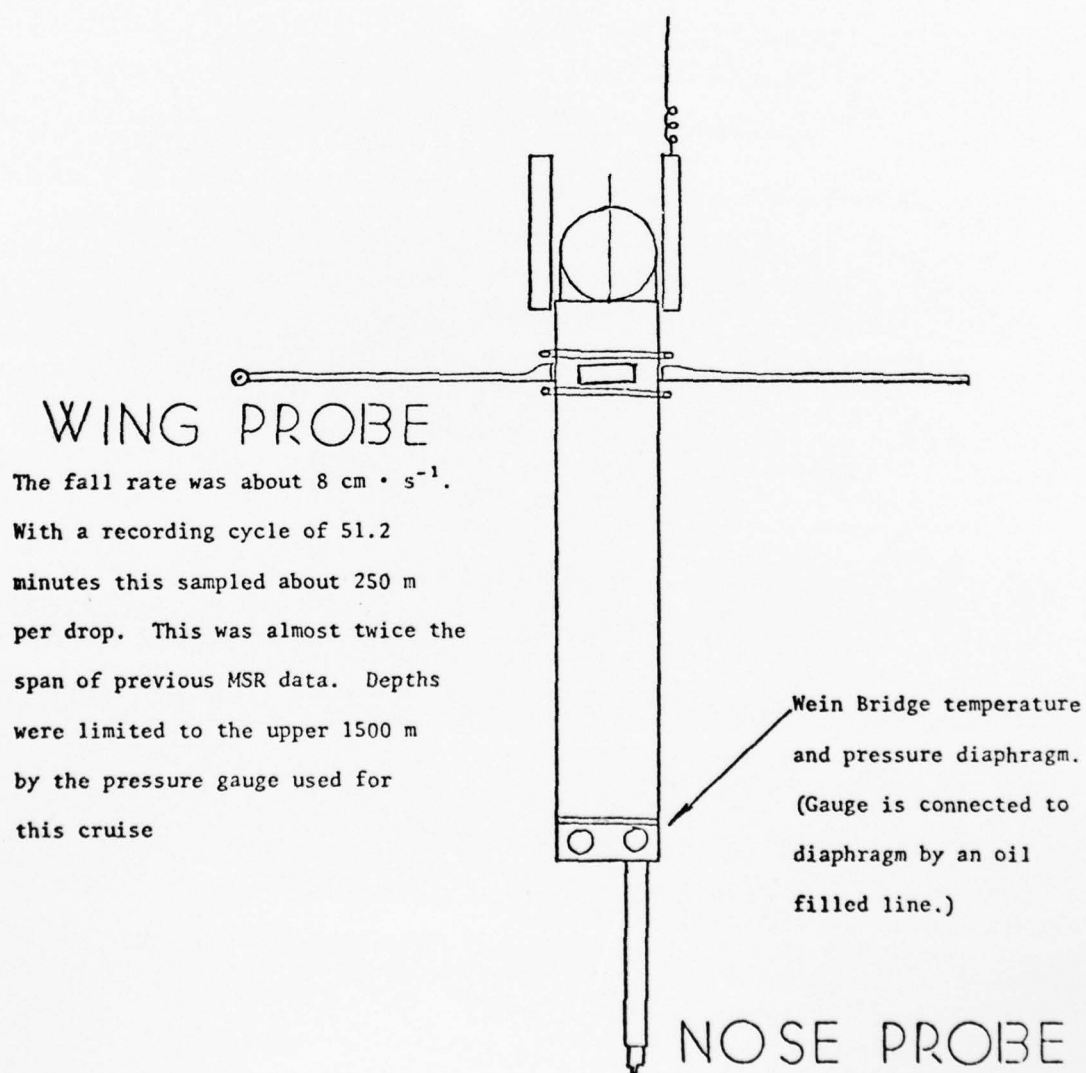 WING PROBE
The fall rate was about 8 cm • s⁻¹.
With a recording cycle of 51.2
minutes this sampled about 250 m
per drop. This was almost twice the
span of previous MSR data. Depths
were limited to the upper 1500 m
by the pressure gauge used for
this cruise
Wein Bridge temperature
and pressure diaphragm.
(Gauge is connected to
diaphragm by an oil
filled line.)
NOSE PROBE